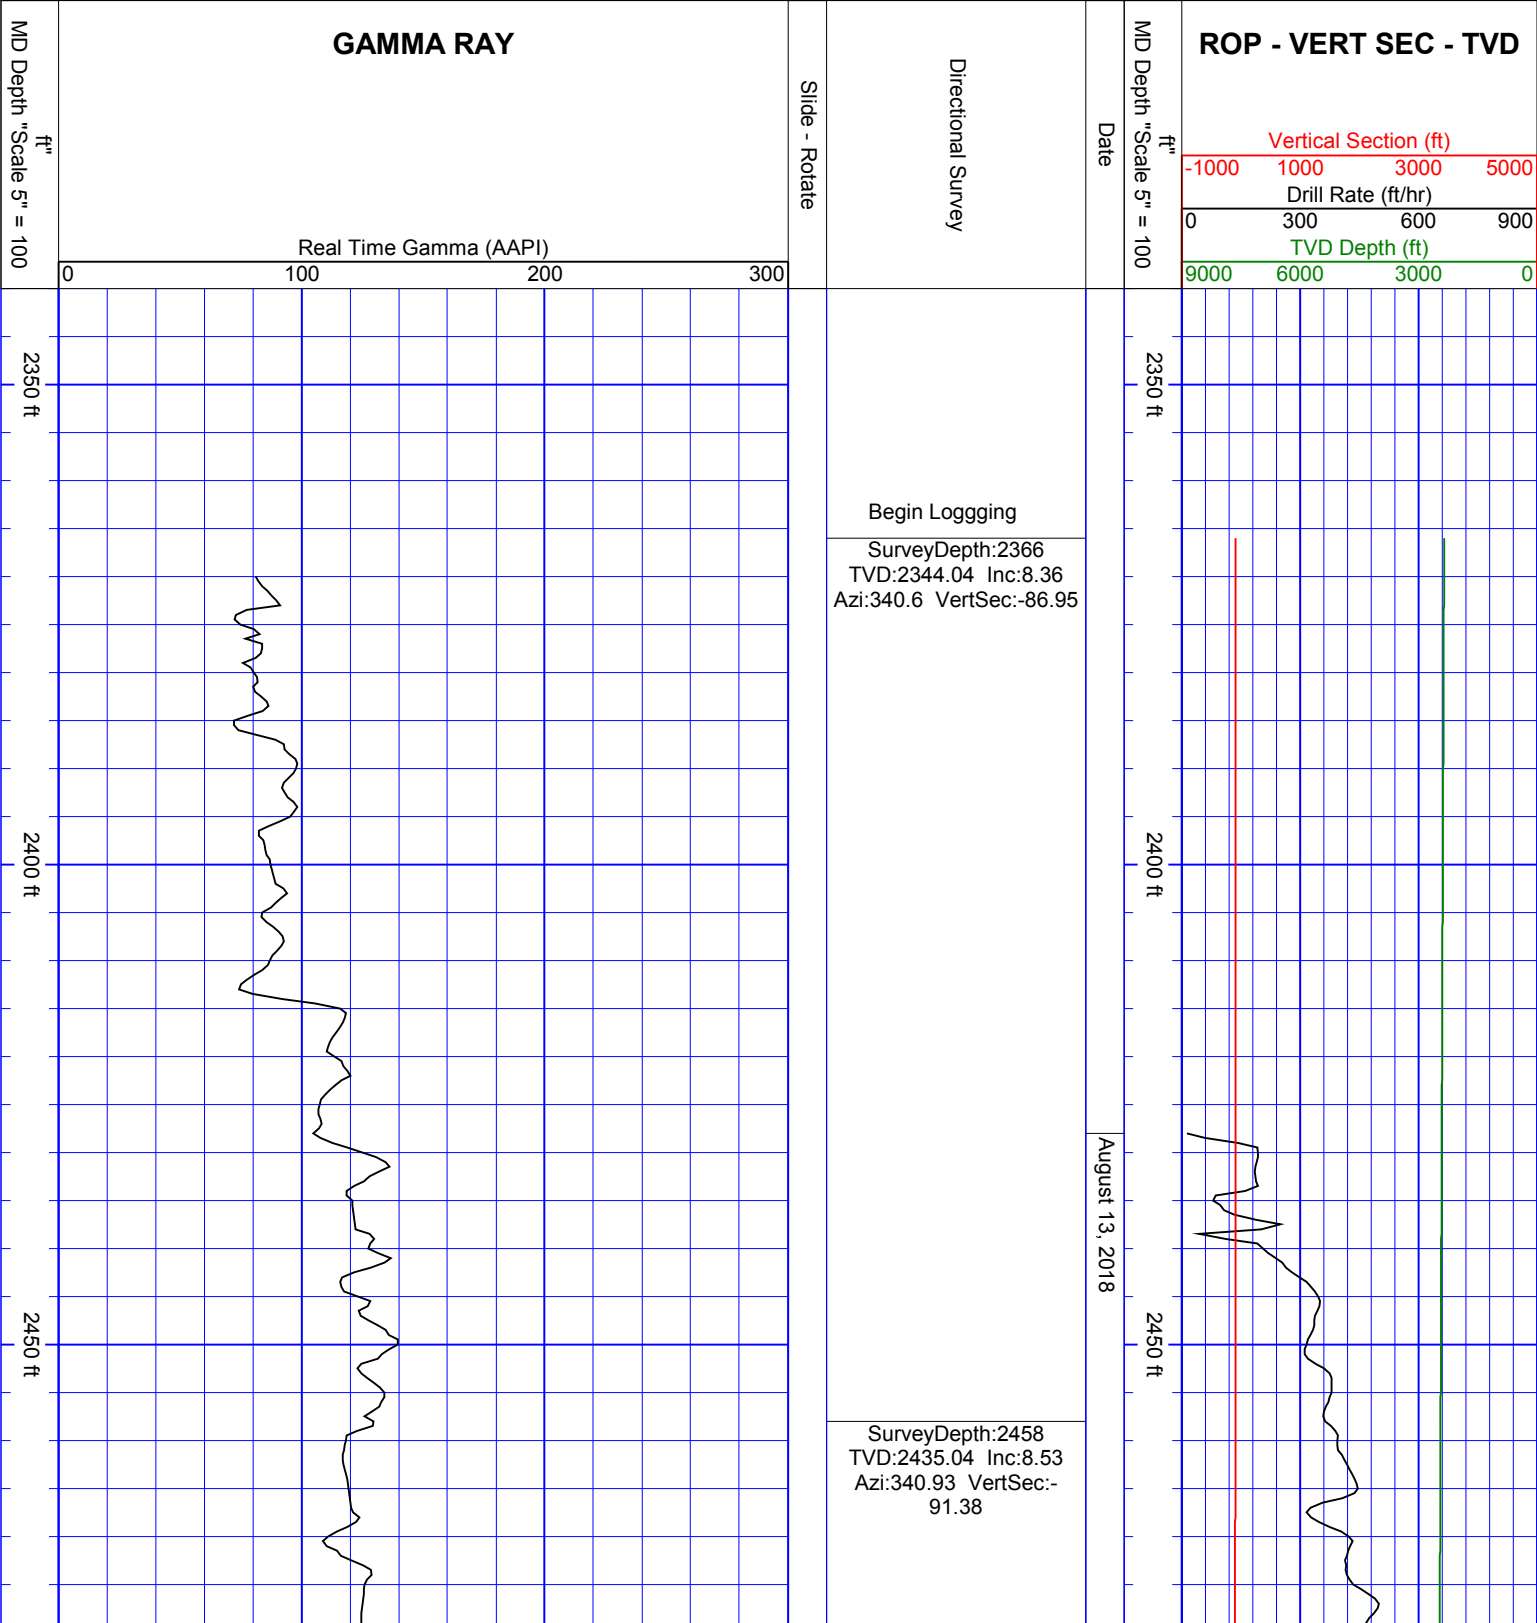 MD Depth "Scale 5" = 100
ft"
GAMMA RAY
Real Time Gamma (AAPI)
0 100 200 300
Slide - Rotate
Directional Survey
Date
MD Depth "Scale 5" = 100
ft"
ROP - VERT SEC - TVD
Vertical Section (ft)
-1000 1000 3000 5000
Drill Rate (ft/hr)
0 300 600 900
TVD Depth (ft)
9000 6000 3000 0
2350 ft
2350 ft
Begin Loggging
SurveyDepth:2366
TVD:2344.04 Inc:8.36
Azi:340.6 VertSec:-86.95
2400 ft
2400 ft
August 13, 2018
2450 ft
2450 ft
SurveyDepth:2458
TVD:2435.04 Inc:8.53
Azi:340.93 VertSec:-
91.38